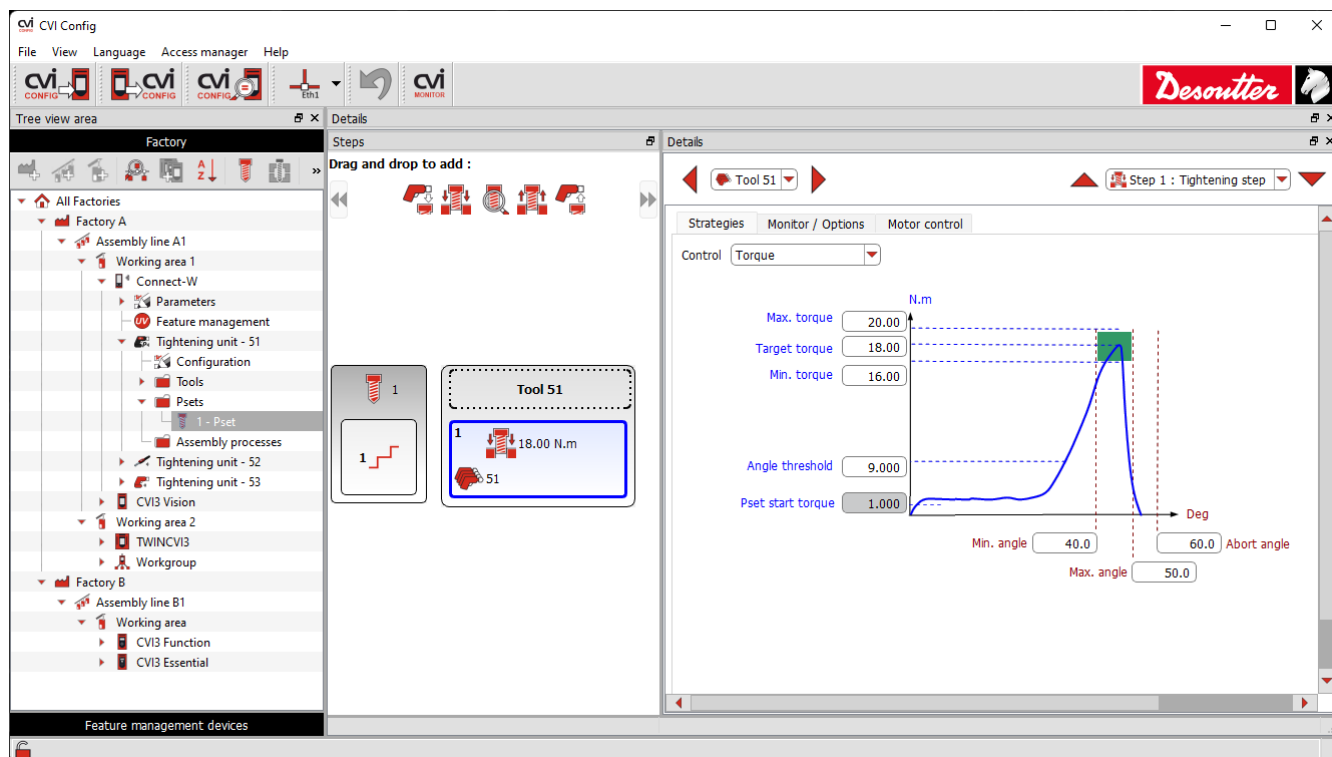 CVI Config
File View Language Access manager Help
CVI CONFIG
CVI CONFIG
CVI CONFIG
Eth1
CVI MONITOR
Desoutter
Tree view area
Details
Factory
Steps
Details
Drag and drop to add :
A
Z
»
Tool 51
Step 1 : Tightening step
All Factories
Factory A
Assembly line A1
Working area 1
Connect-W
Parameters
UV Feature management
Tightening unit - 51
Configuration
Tools
Psets
1 - Pset
Assembly processes
Tightening unit - 52
Tightening unit - 53
CVI3 Vision
Working area 2
TWINCVI3
Workgroup
Factory B
Assembly line B1
Working area
CVI3 Function
CVI3 Essential
Feature management devices
1
1
Tool 51
1
18.00 N.m
51
Strategies Monitor / Options Motor control
Control Torque
N.m
Max. torque 20.00
Target torque 18.00
Min. torque 16.00
Angle threshold 9.000
Pset start torque 1.000
Deg
Min. angle 40.0
60.0 Abort angle
Max. angle 50.0